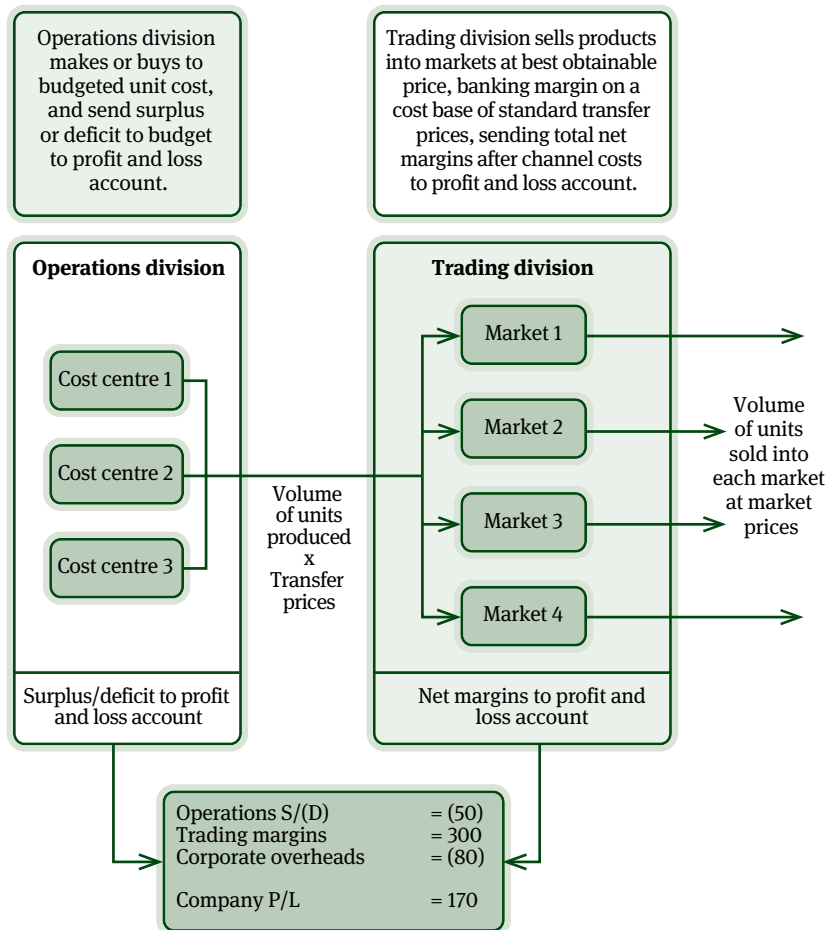 Operations division
makes or buys to
budgeted unit cost,
and send surplus
or deficit to budget
to profit and loss
account.
Trading division sells products
into markets at best obtainable
price, banking margin on a
cost base of standard transfer
prices, sending total net
margins after channel costs
to profit and loss account.
Operations division
Cost centre 1
Cost centre 2
Cost centre 3
Surplus/deficit to profit
and loss account
Volume
of units
produced
x
Transfer
prices
Trading division
Market 1
Market 2
Market 3
Market 4
Net margins to profit and
loss account
Volume
of units
sold into
each market
at market
prices
Operations S/(D) = (50)
Trading margins = 300
Corporate overheads = (80)
Company P/L = 170